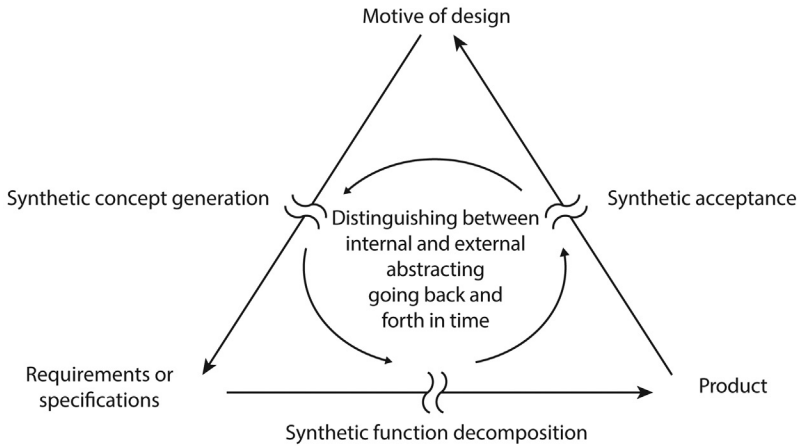 Motive of design
Synthetic concept generation
Synthetic acceptance
Distinguishing between
internal and external
abstracting
going back and
forth in time
Requirements or
specifications
Product
Synthetic function decomposition